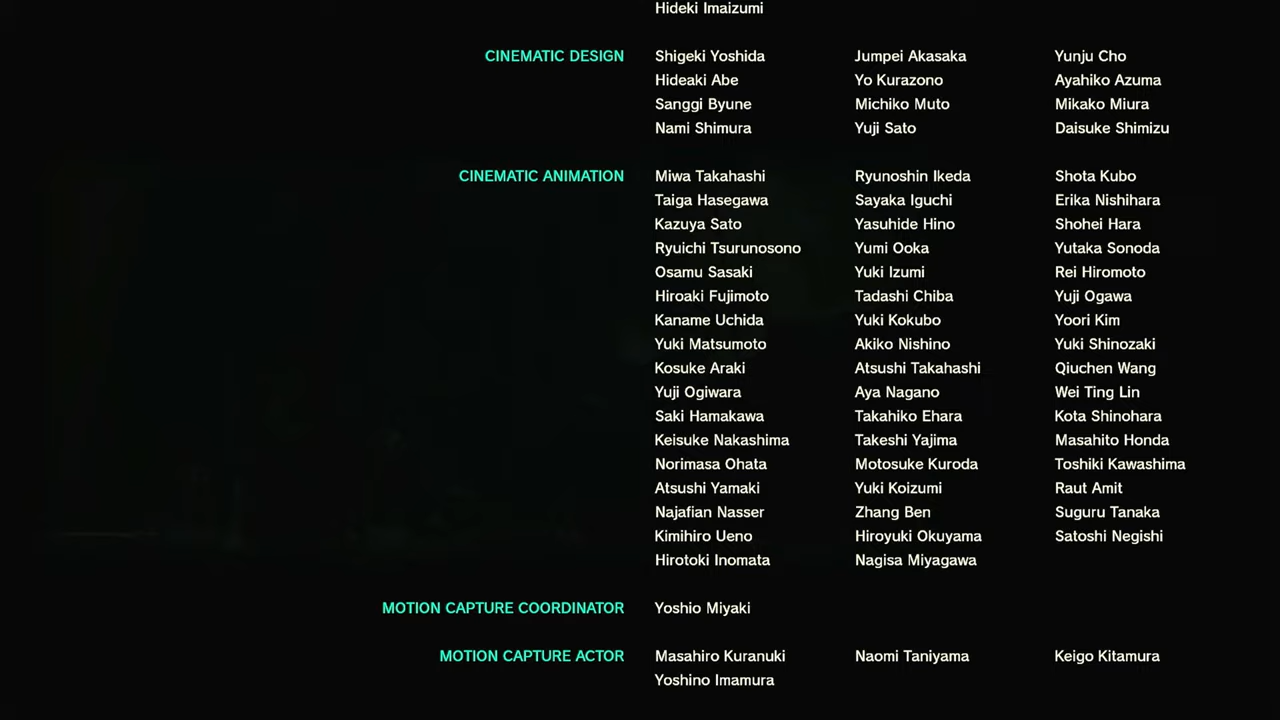 Hideki Imaizumi
CINEMATIC DESIGN Shigeki Yoshida Jumpei Akasaka Yunju Cho
Hideaki Abe Yo Kurazono Ayahiko Azuma
Sanggi Byune Michiko Muto Mikako Miura
Nami Shimura Yuji Sato Daisuke Shimizu
CINEMATIC ANIMATION Miwa Takahashi Ryunoshin Ikeda Shota Kubo
Taiga Hasegawa Sayaka Iguchi Erika Nishihara
Kazuya Sato Yasuhide Hino Shohei Hara
Ryuichi Tsurunosono Yumi Ooka Yutaka Sonoda
Osamu Sasaki Yuki Izumi Rei Hiromoto
Hiroaki Fujimoto Tadashi Chiba Yuji Ogawa
Kaname Uchida Yuki Kokubo Yoori Kim
Yuki Matsumoto Akiko Nishino Yuki Shinozaki
Kosuke Araki Atsushi Takahashi Qiuchen Wang
Yuji Ogiwara Aya Nagano Wei Ting Lin
Saki Hamakawa Takahiko Ehara Kota Shinohara
Keisuke Nakashima Takeshi Yajima Masahito Honda
Norimasa Ohata Motosuke Kuroda Toshiki Kawashima
Atsushi Yamaki Yuki Koizumi Raut Amit
Najafian Nasser Zhang Ben Suguru Tanaka
Kimihiro Ueno Hiroyuki Okuyama Satoshi Negishi
Hirotoki Inomata Nagisa Miyagawa
MOTION CAPTURE COORDINATOR Yoshio Miyaki
MOTION CAPTURE ACTOR Masahiro Kuranuki Naomi Taniyama Keigo Kitamura
Yoshino Imamura